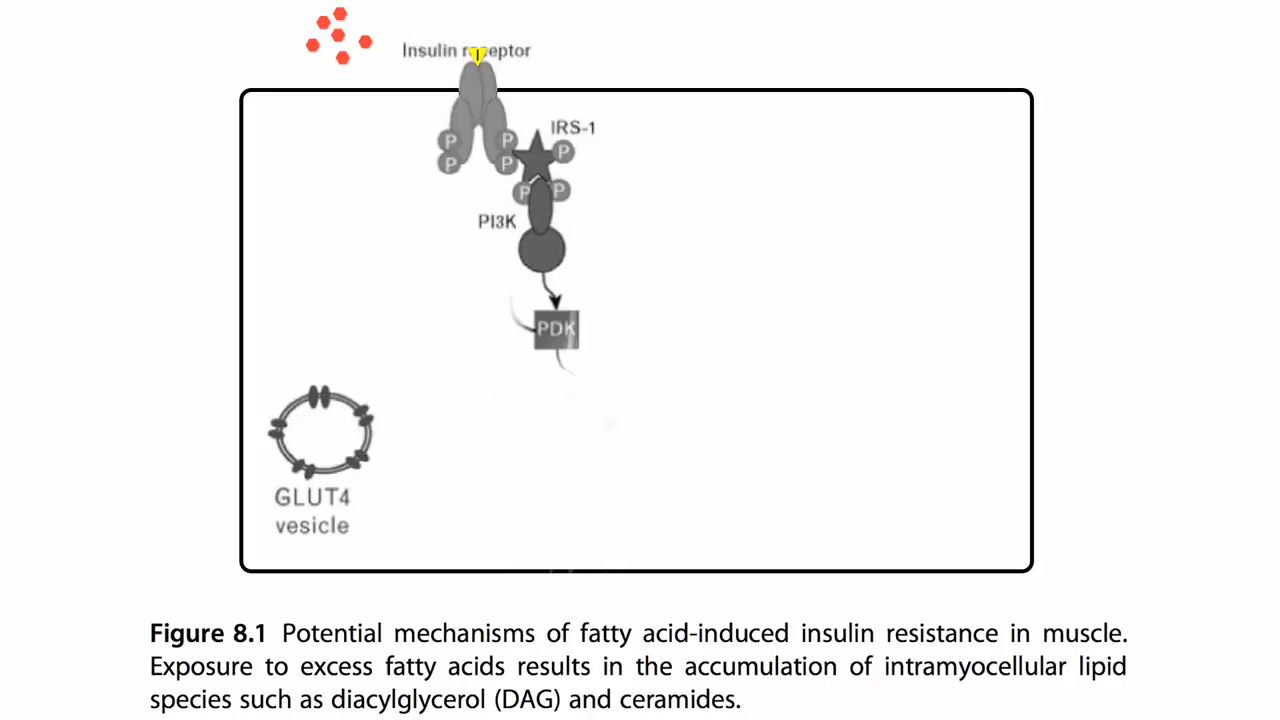 Insulin receptor
I
IRS-1
P
P
P
P
P
P
P
PI3K
PDK
GLUT4
vesicle
Figure 8.1 Potential mechanisms of fatty acid-induced insulin resistance in muscle.
Exposure to excess fatty acids results in the accumulation of intramyocellular lipid
species such as diacylglycerol (DAG) and ceramides.